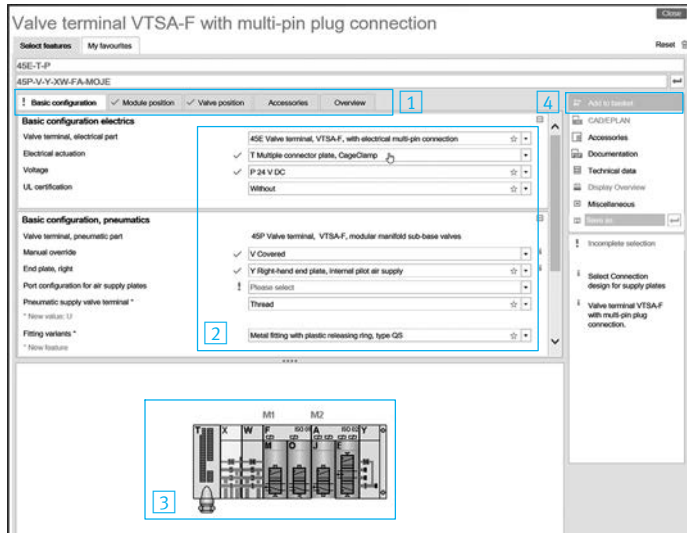 Valve terminal VTSA-F with multi-pin plug connection
Close
Select features My favourites
Reset
45E-T-P
45P-V-Y-XW-FA-MOJE
! Basic configuration Module position Valve position Accessories Overview
1
4
Add to basket
Basic configuration electrics
CAD/EPLAN
Valve terminal, electrical part 45E Valve terminal, VTSA-F, with electrical multi-pin connection
Accessories
Electrical actuation T Multiple connector plate, CageClamp
Documentation
Voltage P 24 V DC
Technical data
UL certification Without
Display Overview
Miscellaneous
Basic configuration, pneumatics
Save as
Valve terminal, pneumatic part 45P Valve terminal, VTSA-F, modular manifold sub-base valves
! Incomplete selection
Manual override V Covered
End plate, right Y Right-hand end plate, internal pilot air supply
i Select Connection
design for supply plates
Port configuration for air supply plates ! Please select
Pneumatic supply valve terminal * Thread
i Valve terminal VTSA-F
with multi-pin plug
connection.
* New value: U
2
Fitting variants * Metal fitting with plastic releasing ring, type QS
* New feature
M1 M2
T X W F ISO 01 A ISO 02 Y
M O J E
3